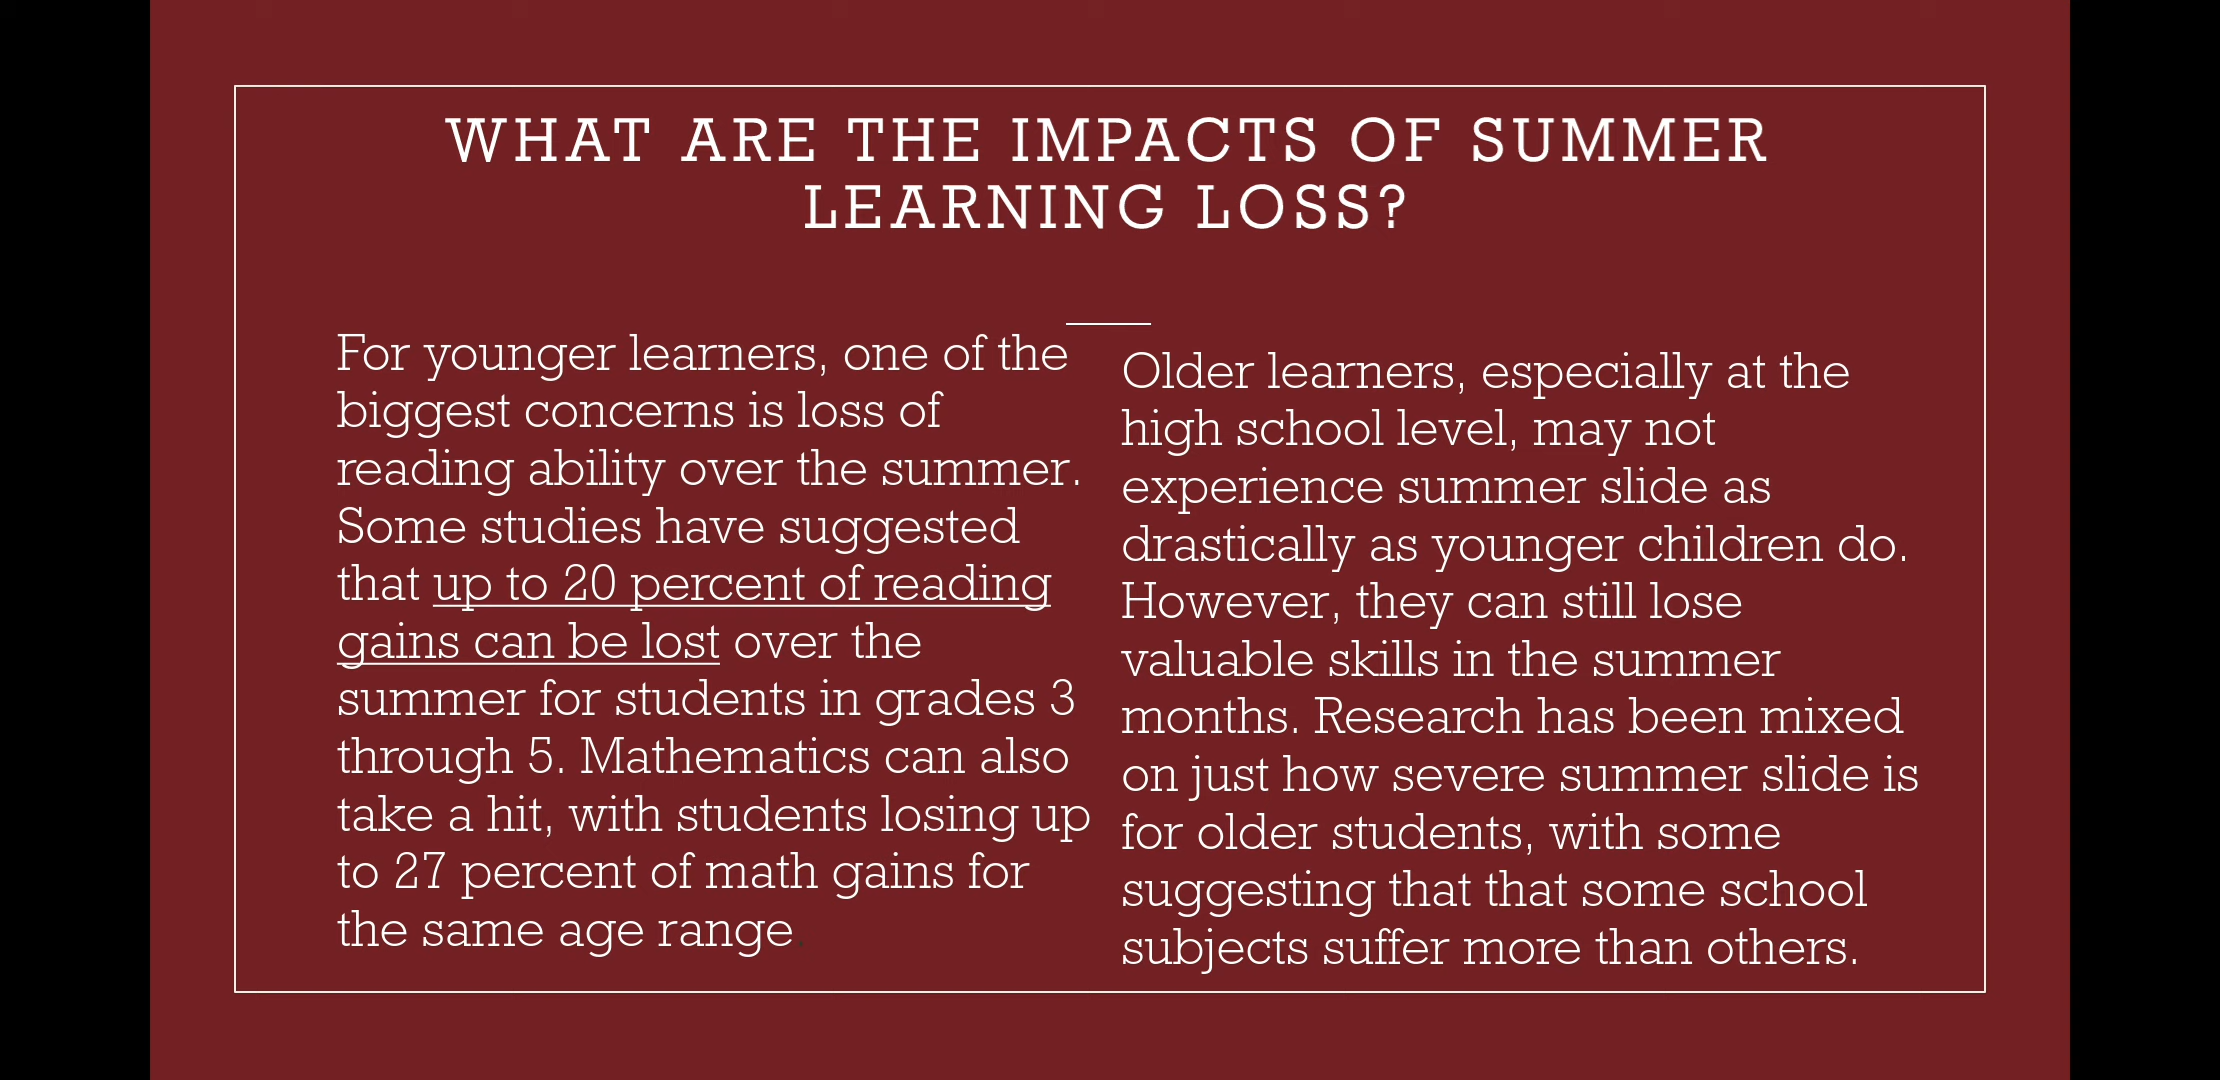 WHAT ARE THE IMPACTS OF SUMMER
LEARNING LOSS?
For younger learners, one of the
biggest concerns is loss of
reading ability over the summer.
Some studies have suggested
that up to 20 percent of reading
gains can be lost over the
summer for students in grades 3
through 5. Mathematics can also
take a hit, with students losing up
to 27 percent of math gains for
the same age range.
Older learners, especially at the
high school level, may not
experience summer slide as
drastically as younger children do.
However, they can still lose
valuable skills in the summer
months. Research has been mixed
on just how severe summer slide is
for older students, with some
suggesting that that some school
subjects suffer more than others.